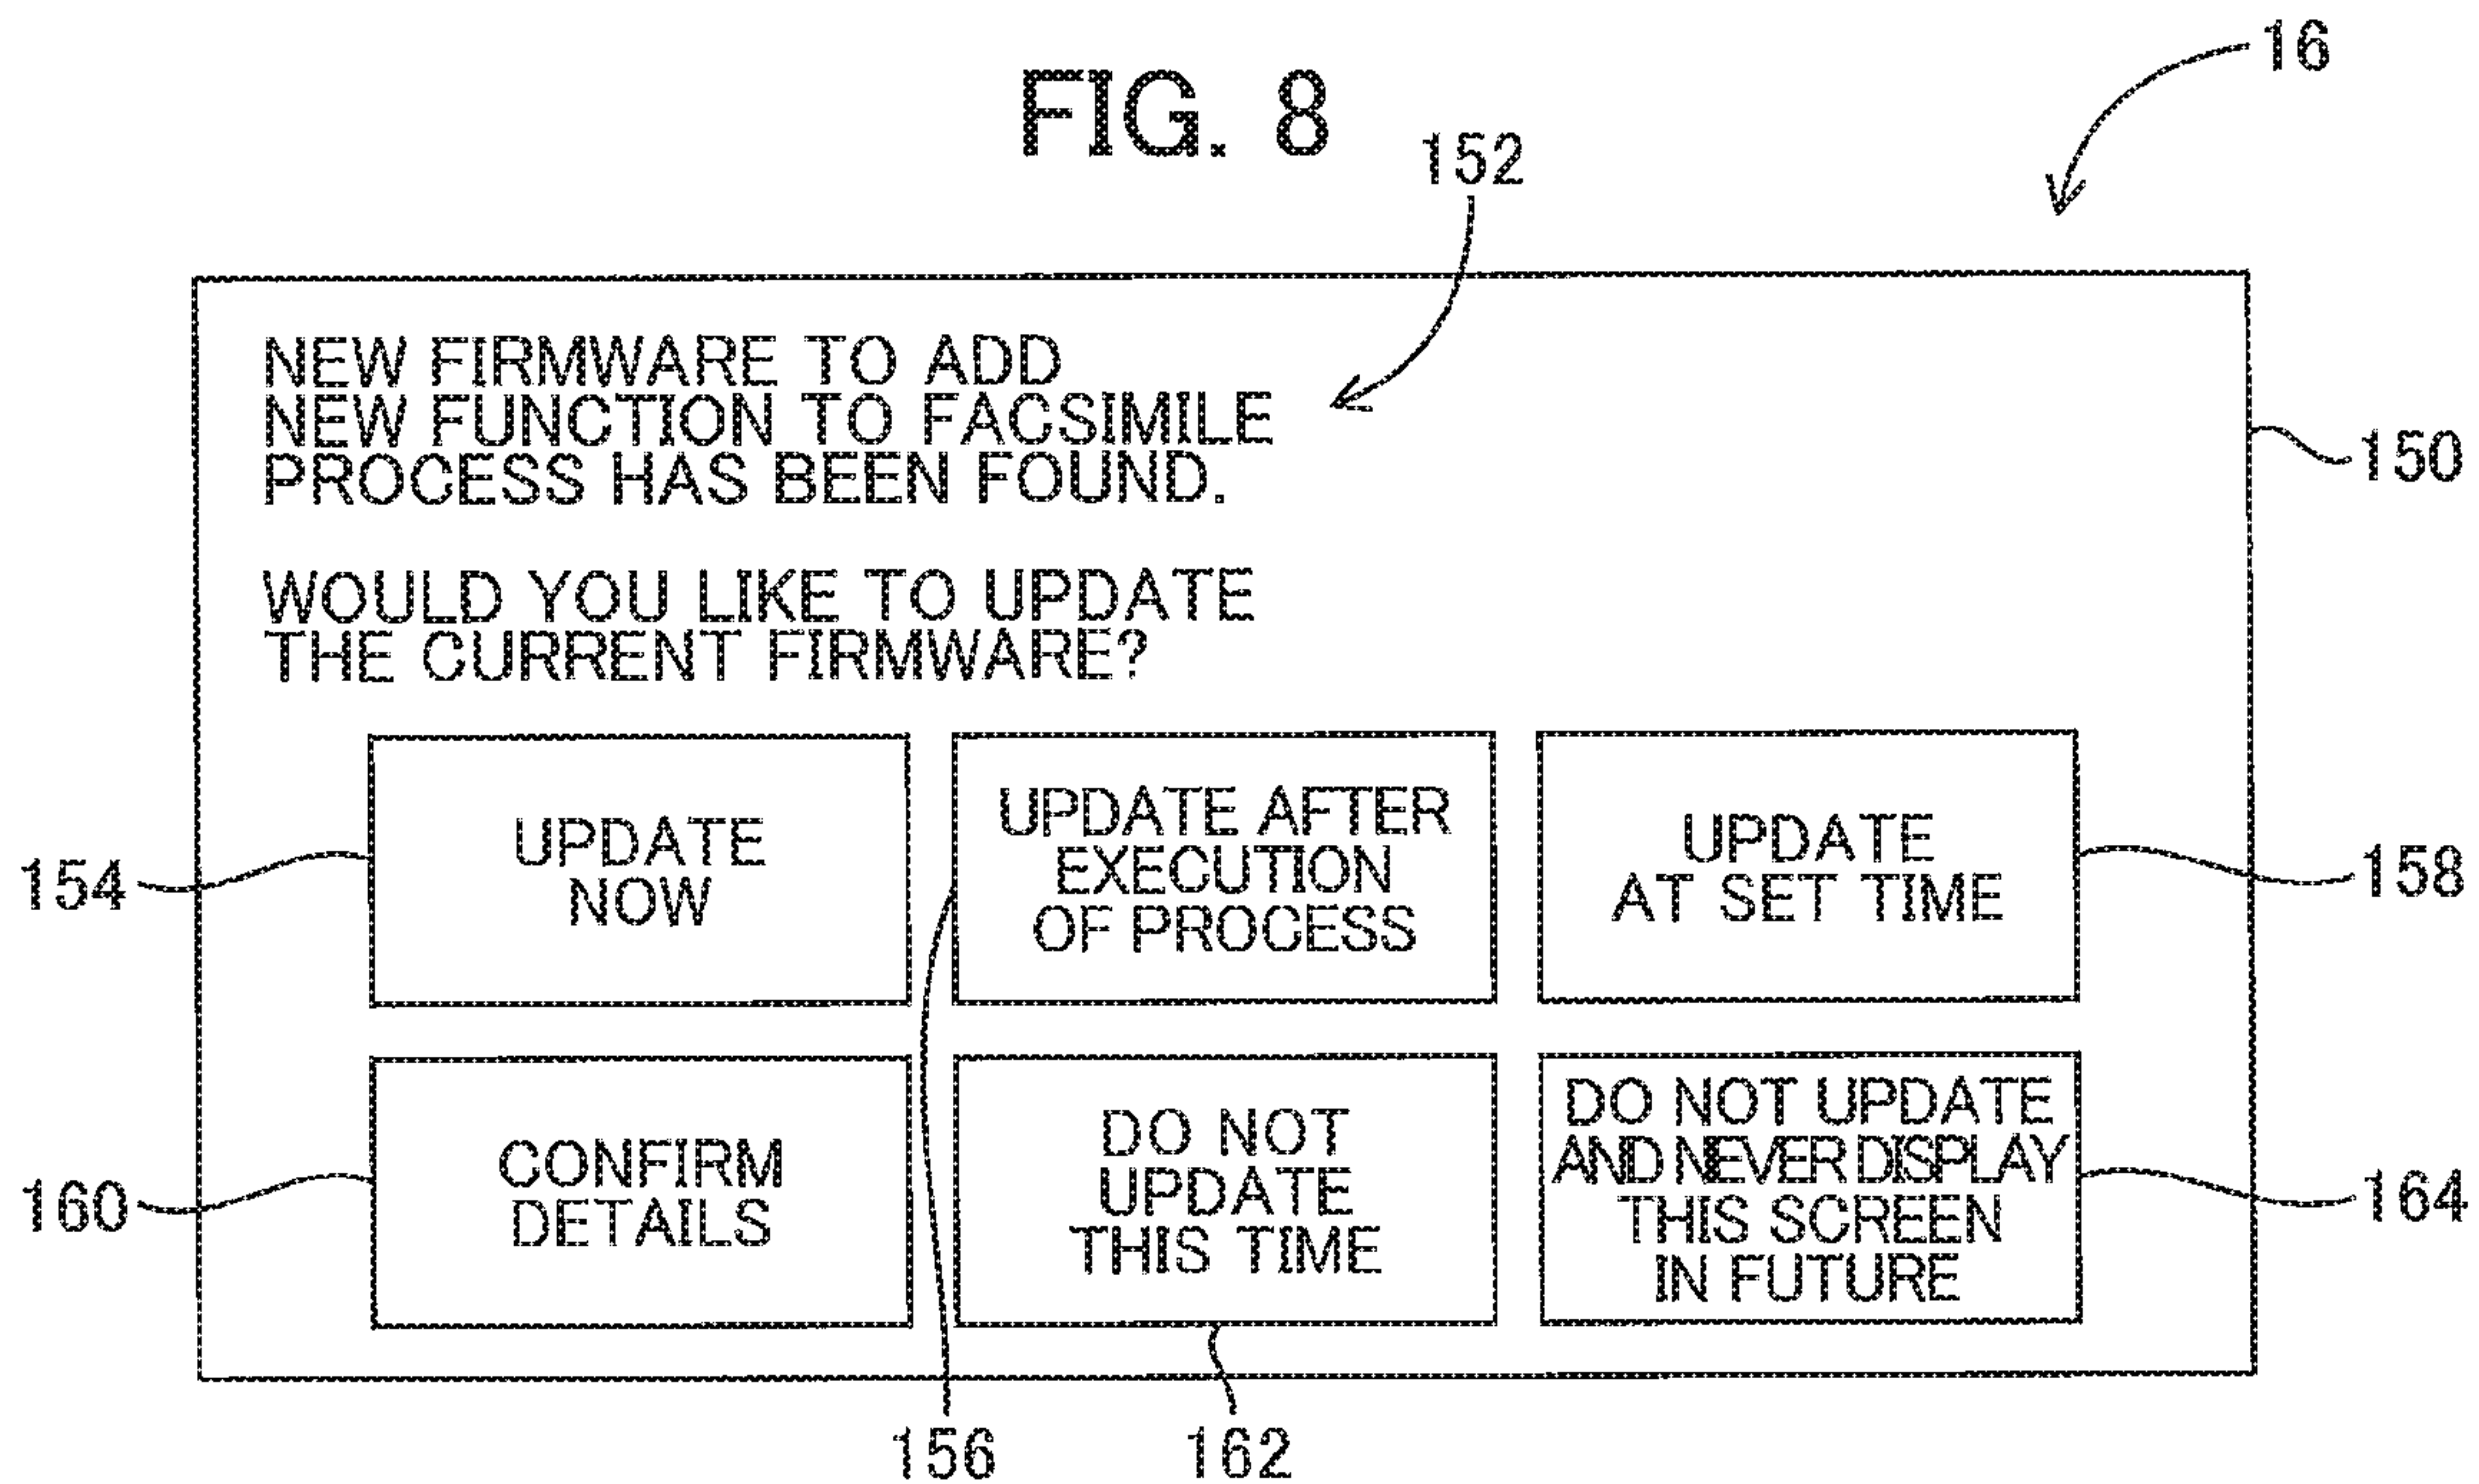 FIG. 8
16
152
NEW FIRMWARE TO ADD
NEW FUNCTION TO FACSIMILE
PROCESS HAS BEEN FOUND.
150
WOULD YOU LIKE TO UPDATE
THE CURRENT FIRMWARE?
154
UPDATE
NOW
UPDATE AFTER
EXECUTION
OF PROCESS
UPDATE
AT SET TIME
158
160
CONFIRM
DETAILS
DO NOT
UPDATE
THIS TIME
DO NOT UPDATE
AND NEVER DISPLAY
THIS SCREEN
IN FUTURE
164
156
162